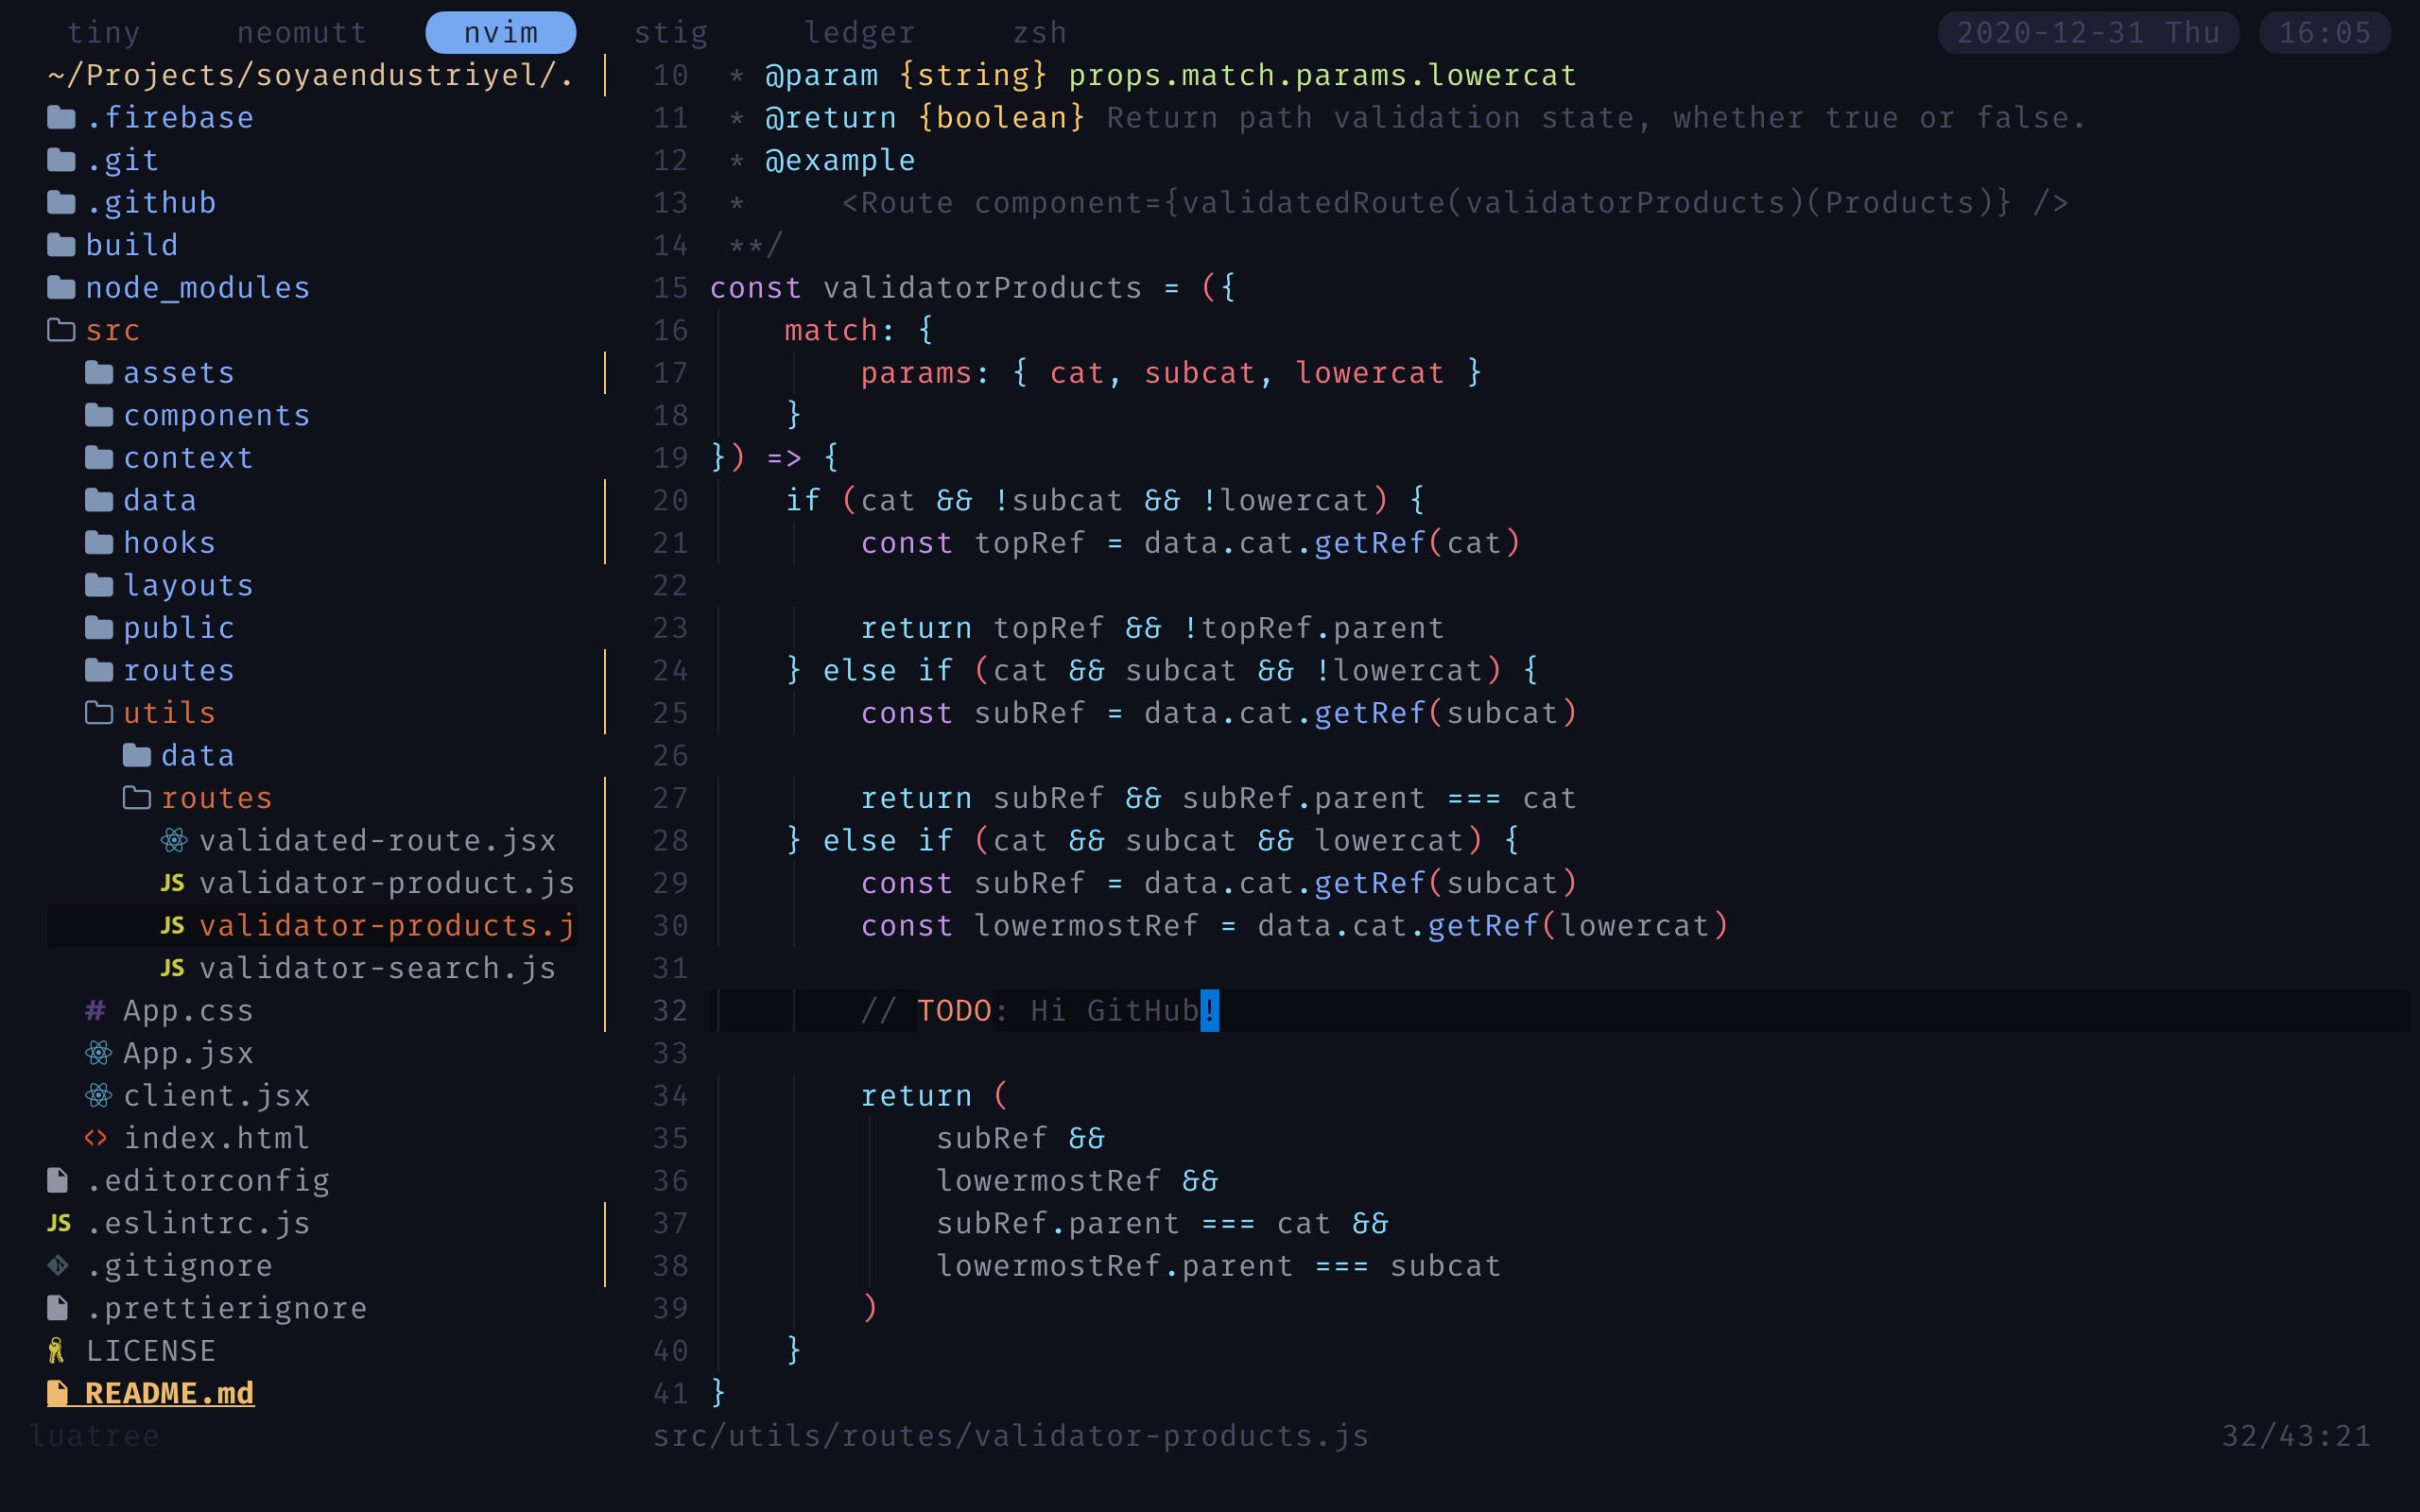 tiny neomutt nvim stig ledger zsh 2020-12-31 Thu 16:05
~/Projects/soyaendustriyel/.
.firebase
.git
.github
build
node_modules
src
assets
components
context
data
hooks
layouts
public
routes
utils
data
routes
validated-route.jsx
JS validator-product.js
JS validator-products.j
JS validator-search.js
# App.css
App.jsx
client.jsx
<> index.html
.editorconfig
JS .eslintrc.js
.gitignore
.prettierignore
LICENSE
README.md
luatree
10  * @param {string} props.match.params.lowercat
11  * @return {boolean} Return path validation state, whether true or false.
12  * @example
13  *     <Route component={validatedRoute(validatorProducts)(Products)} />
14  **/
15 const validatorProducts = ({
16     match: {
17         params: { cat, subcat, lowercat }
18     }
19 }) => {
20     if (cat && !subcat && !lowercat) {
21         const topRef = data.cat.getRef(cat)
22
23         return topRef && !topRef.parent
24     } else if (cat && subcat && !lowercat) {
25         const subRef = data.cat.getRef(subcat)
26
27         return subRef && subRef.parent === cat
28     } else if (cat && subcat && lowercat) {
29         const subRef = data.cat.getRef(subcat)
30         const lowermostRef = data.cat.getRef(lowercat)
31
32         // TODO: Hi GitHub!
33
34         return (
35             subRef &&
36             lowermostRef &&
37             subRef.parent === cat &&
38             lowermostRef.parent === subcat
39         )
40     }
41 }
src/utils/routes/validator-products.js 32/43:21